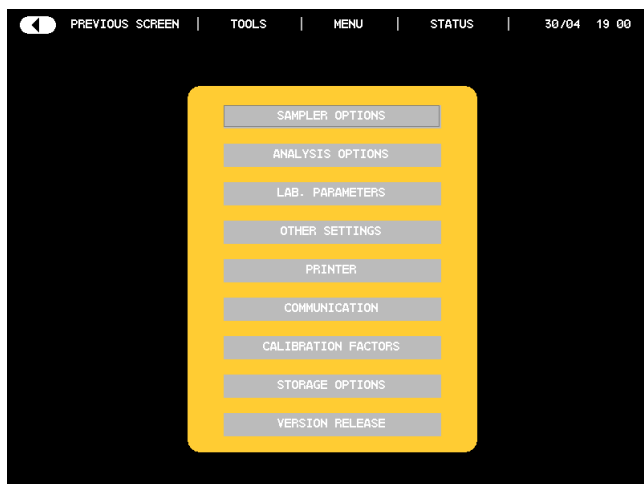 PREVIOUS SCREEN | TOOLS | MENU | STATUS | 30/04 19 00
SAMPLER OPTIONS
ANALYSIS OPTIONS
LAB. PARAMETERS
OTHER SETTINGS
PRINTER
COMMUNICATION
CALIBRATION FACTORS
STORAGE OPTIONS
VERSION RELEASE